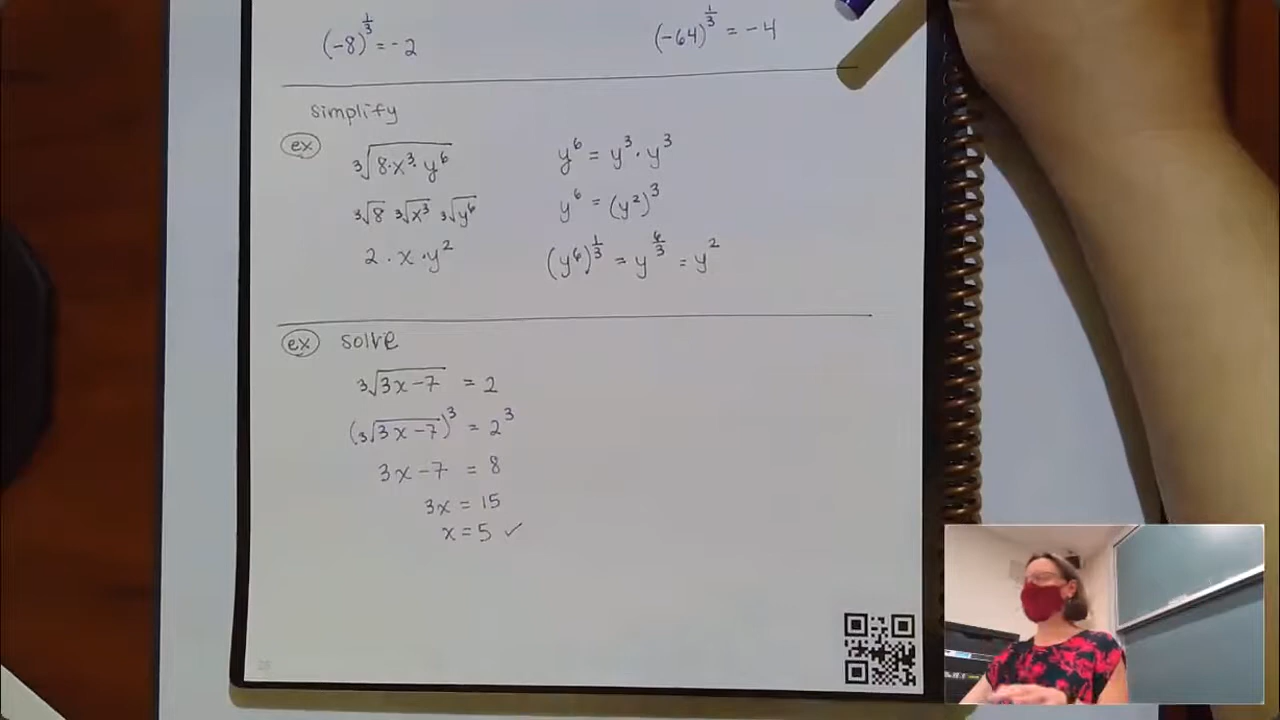 (-8)^{1/3} = -2
(-64)^{1/3} = -4
simplify
ex
∛(8·x³·y⁶)
∛8 ∛x³ ∛y⁶
2 · x · y²
y⁶ = y³ · y³
y⁶ = (y²)³
(y⁶)^{1/3} = y^{6/3} = y²
ex solve
∛(3x-7) = 2
(∛(3x-7))³ = 2³
3x-7 = 8
3x = 15
x = 5 ✓